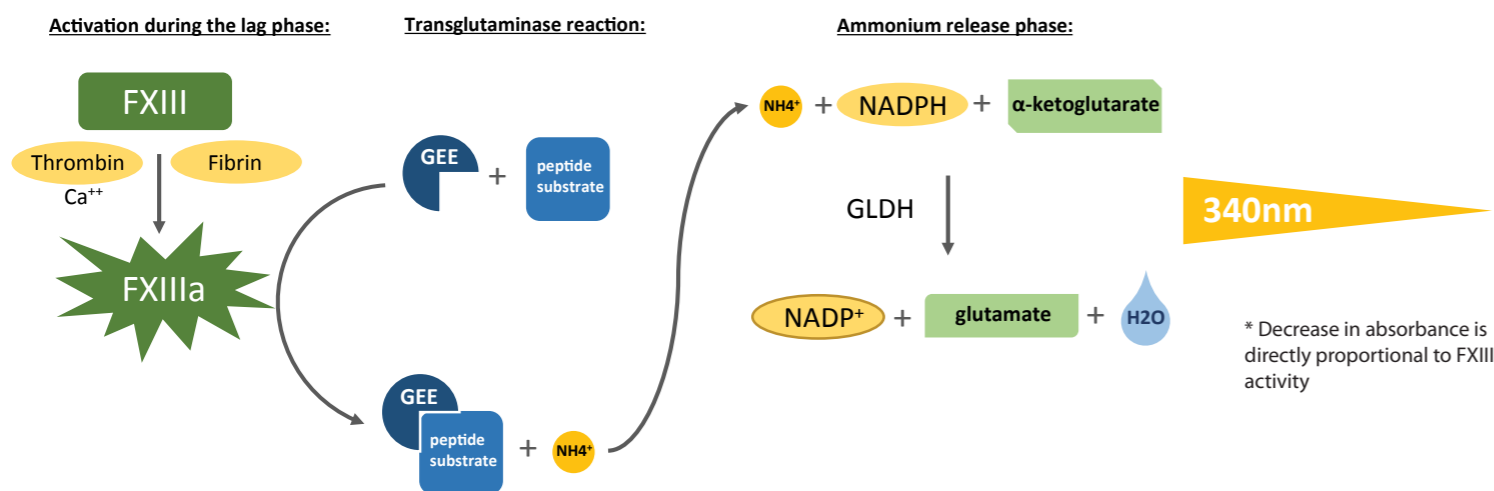 Activation during the lag phase:
Transglutaminase reaction:
Ammonium release phase:
FXIII
Thrombin
Fibrin
Ca⁺⁺
FXIIIa
GEE
+
peptide
substrate
GEE
peptide
substrate
+
NH4⁺
NH4⁺
+
NADPH
+
α-ketoglutarate
GLDH
NADP⁺
+
glutamate
+
H2O
340nm
* Decrease in absorbance is
directly proportional to FXIII
activity